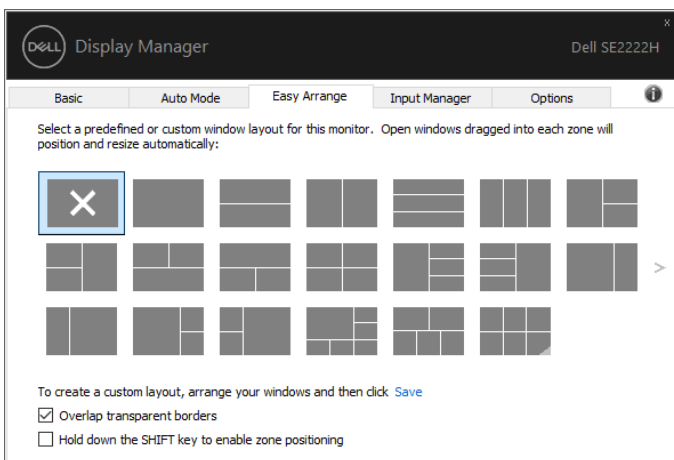 x
DELL Display Manager Dell SE2222H
Basic Auto Mode Easy Arrange Input Manager Options i
Select a predefined or custom window layout for this monitor. Open windows dragged into each zone will
position and resize automatically:
>
To create a custom layout, arrange your windows and then click Save
Overlap transparent borders
Hold down the SHIFT key to enable zone positioning